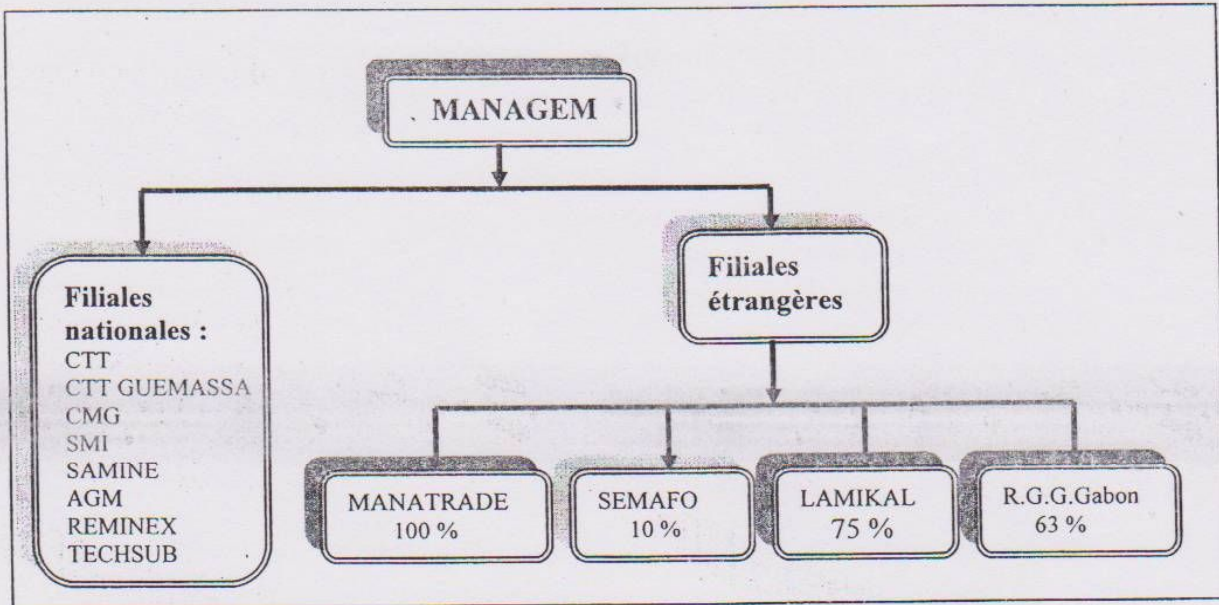 MANAGEM
Filiales
nationales :
CTT
CTT GUEMASSA
CMG
SMI
SAMINE
AGM
REMINEX
TECHSUB
Filiales
étrangères
MANATRADE
100 %
SEMAFO
10 %
LAMIKAL
75 %
R.G.G.Gabon
63 %